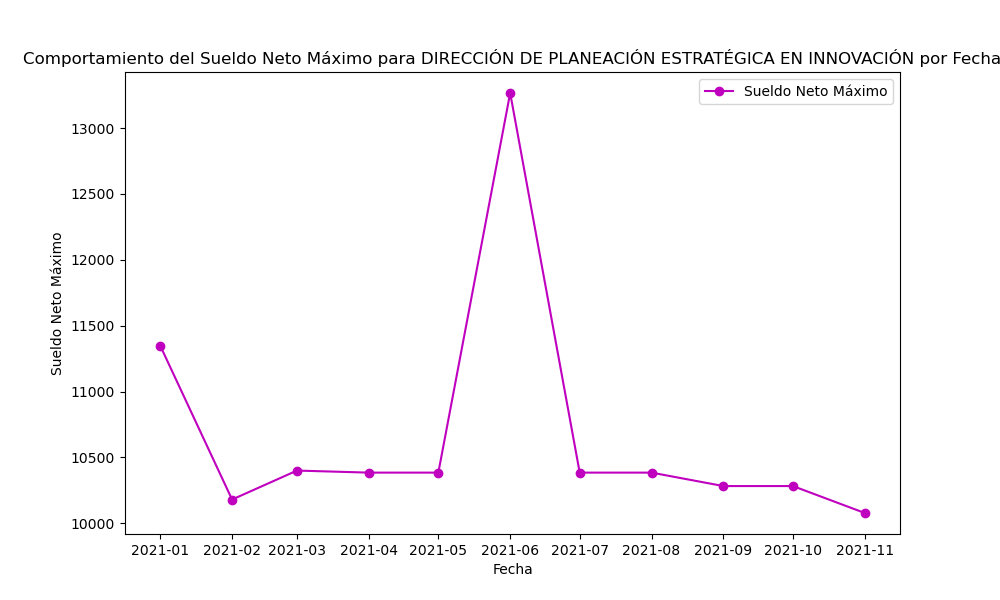 Comportamiento del Sueldo Neto Máximo para DIRECCIÓN DE PLANEACIÓN ESTRATÉGICA EN INNOVACIÓN por Fecha
Sueldo Neto Máximo
13000
12500
12000
11500
11000
10500
10000
Sueldo Neto Máximo
2021-01 2021-02 2021-03 2021-04 2021-05 2021-06 2021-07 2021-08 2021-09 2021-10 2021-11
Fecha